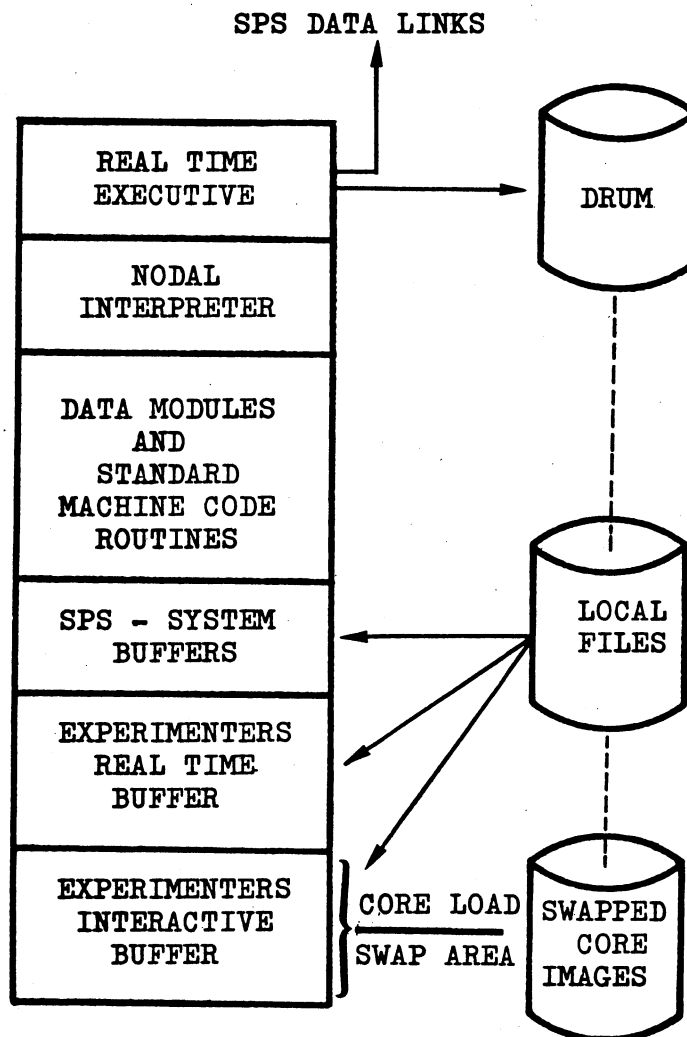 SPS DATA LINKS
REAL TIME
EXECUTIVE
DRUM
NODAL
INTERPRETER
DATA MODULES
AND
STANDARD
MACHINE CODE
ROUTINES
SPS - SYSTEM
BUFFERS
LOCAL
FILES
EXPERIMENTERS
REAL TIME
BUFFER
EXPERIMENTERS
INTERACTIVE
BUFFER
CORE LOAD
SWAP AREA
SWAPPED
CORE
IMAGES